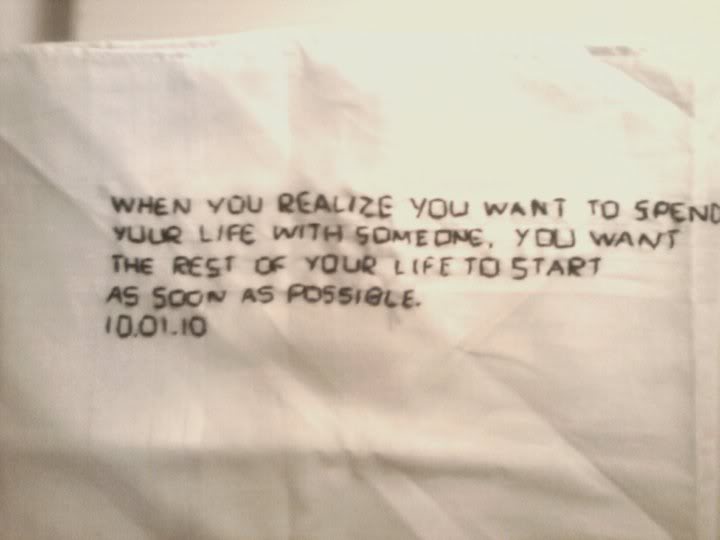 WHEN YOU REALIZE YOU WANT TO SPEND
YOUR LIFE WITH SOMEONE, YOU WANT
THE REST OF YOUR LIFE TO START
AS SOON AS POSSIBLE.
10.01.10